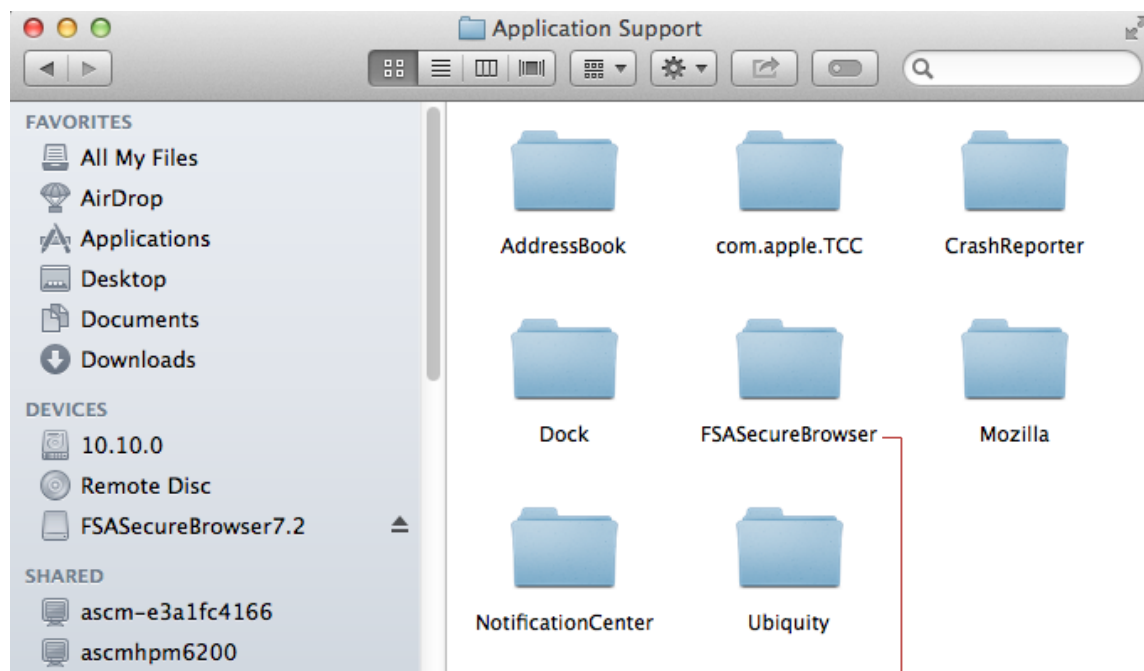 Application Support
FAVORITES
All My Files
AirDrop
Applications
Desktop
Documents
Downloads
DEVICES
10.10.0
Remote Disc
FSASecureBrowser7.2
SHARED
ascm-e3a1fc4166
ascmhpm6200
AddressBook
com.apple.TCC
CrashReporter
Dock
FSASecureBrowser
Mozilla
NotificationCenter
Ubiquity